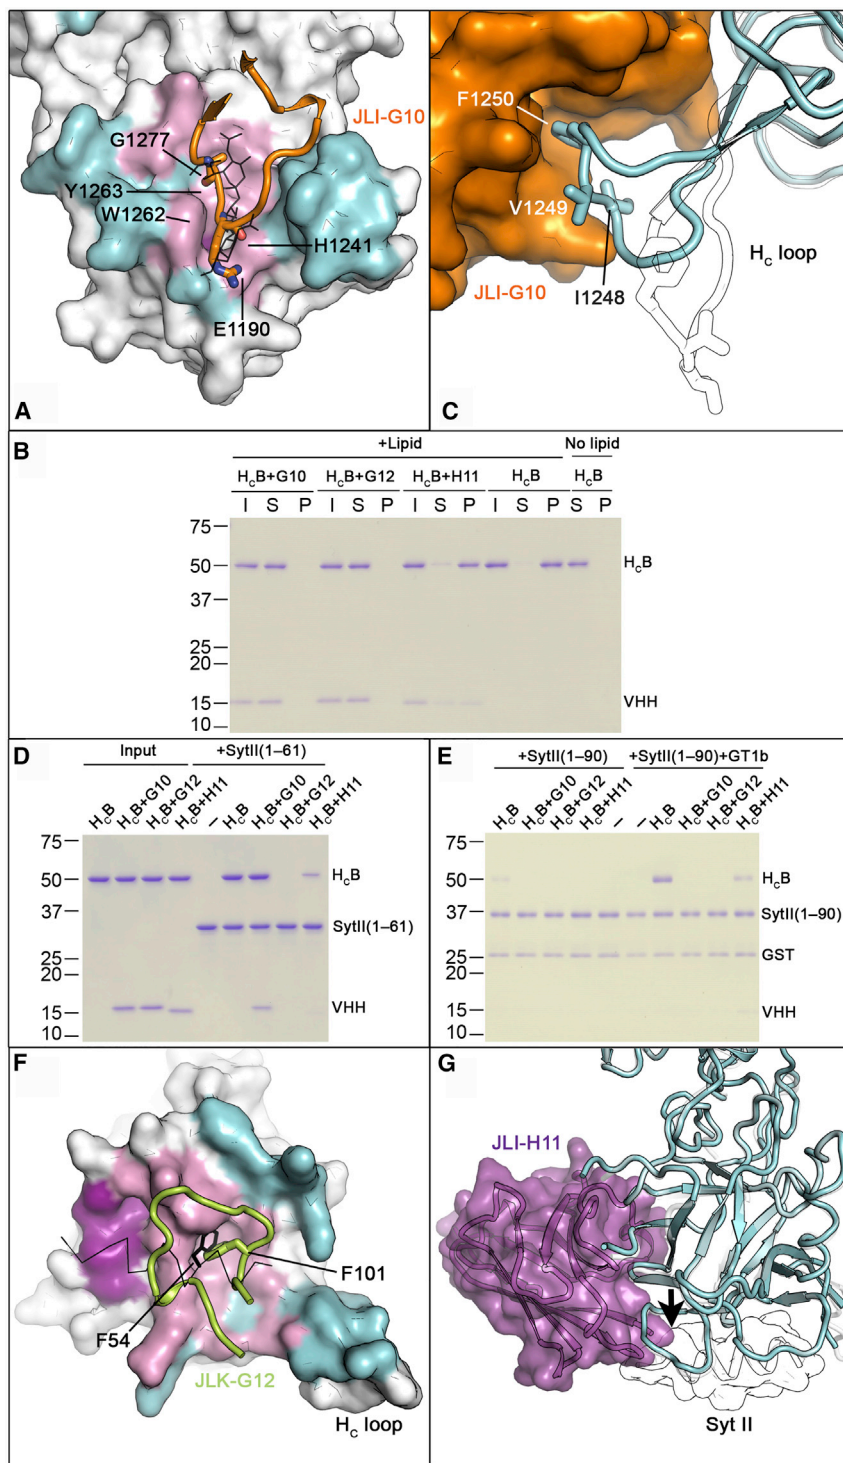 JLI-G10
G1277
Y1263
W1262
H1241
E1190
A
F1250
V1249
I1248
HC loop
JLI-G10
C
B
+Lipid No lipid
HCB+G10 HCB+G12 HCB+H11 HCB HCB
I S P I S P I S P I S P S P
75
50
37
25
20
15
10
HCB
VHH
D
Input +SytII(1–61)
HCB HCB+G10 HCB+G12 HCB+H11 – HCB HCB+G10 HCB+G12 HCB+H11
75
50
37
25
20
15
10
HCB
SytII(1–61)
VHH
E
+SytII(1–90) +SytII(1–90)+GT1b
HCB HCB+G10 HCB+G12 HCB+H11 – – HCB HCB+G10 HCB+G12 HCB+H11
75
50
37
25
20
15
10
HCB
SytII(1–90)
GST
VHH
F
F101
F54
JLK-G12
HC loop
G
JLI-H11
Syt II